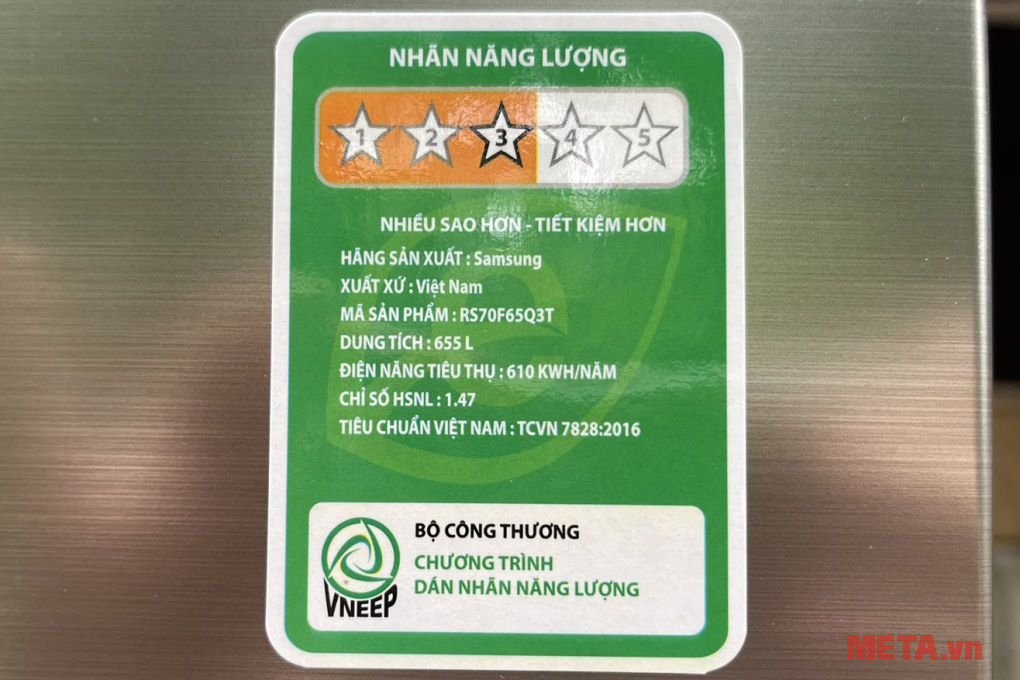 NHÃN NĂNG LƯỢNG
1 2 3 4 5
NHIỀU SAO HƠN - TIẾT KIỆM HƠN
HÃNG SẢN XUẤT : Samsung
XUẤT XỨ : Việt Nam
MÃ SẢN PHẨM : RS70F65Q3T
DUNG TÍCH : 655 L
ĐIỆN NĂNG TIÊU THỤ : 610 KWH/NĂM
CHỈ SỐ HSNL : 1.47
TIÊU CHUẨN VIỆT NAM : TCVN 7828:2016
BỘ CÔNG THƯƠNG
CHƯƠNG TRÌNH
DÁN NHÃN NĂNG LƯỢNG
VNEEP
META.vn